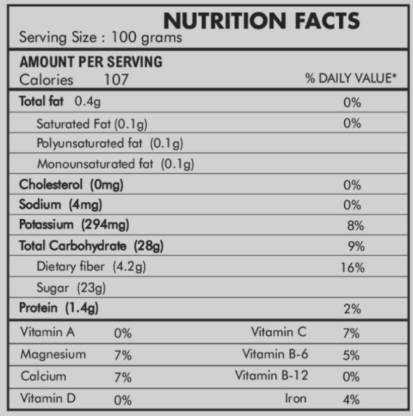 NUTRITION FACTS
Serving Size : 100 grams
AMOUNT PER SERVING
Calories 107 % DAILY VALUE*
Total fat 0.4g 0%
Saturated Fat (0.1g) 0%
Polyunsaturated fat (0.1g)
Monounsaturated fat (0.1g)
Cholesterol (0mg) 0%
Sodium (4mg) 0%
Potassium (294mg) 8%
Total Carbohydrate (28g) 9%
Dietary fiber (4.2g) 16%
Sugar (23g)
Protein (1.4g) 2%
Vitamin A 0% Vitamin C 7%
Magnesium 7% Vitamin B-6 5%
Calcium 7% Vitamin B-12 0%
Vitamin D 0% Iron 4%